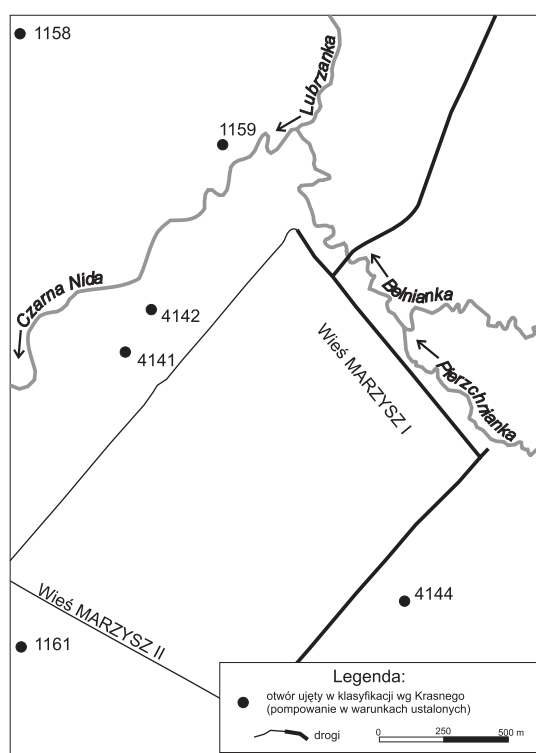 1158
Lubrzanka
1159
Czarna Nida
Belnianka
4142
4141
Wieś MARZYSZ I
Pierzchnianka
Wieś MARZYSZ II
4144
1161
Legenda:
otwór ujęty w klasyfikacji wg Krasnego
(pompowanie w warunkach ustalonych)
drogi
0 250 500 m